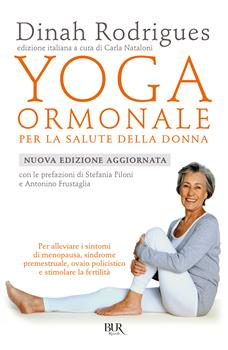 Dinah Rodrigues
edizione italiana a cura di Carla Nataloni
YOGA
ORMONALE
PER LA SALUTE DELLA DONNA
NUOVA EDIZIONE AGGIORNATA
con le prefazioni di Stefania Piloni
e Antonino Frustaglia
Per alleviare i sintomi
di menopausa, sindrome
premestruale, ovaio policistico
e stimolare la fertilità
BUR